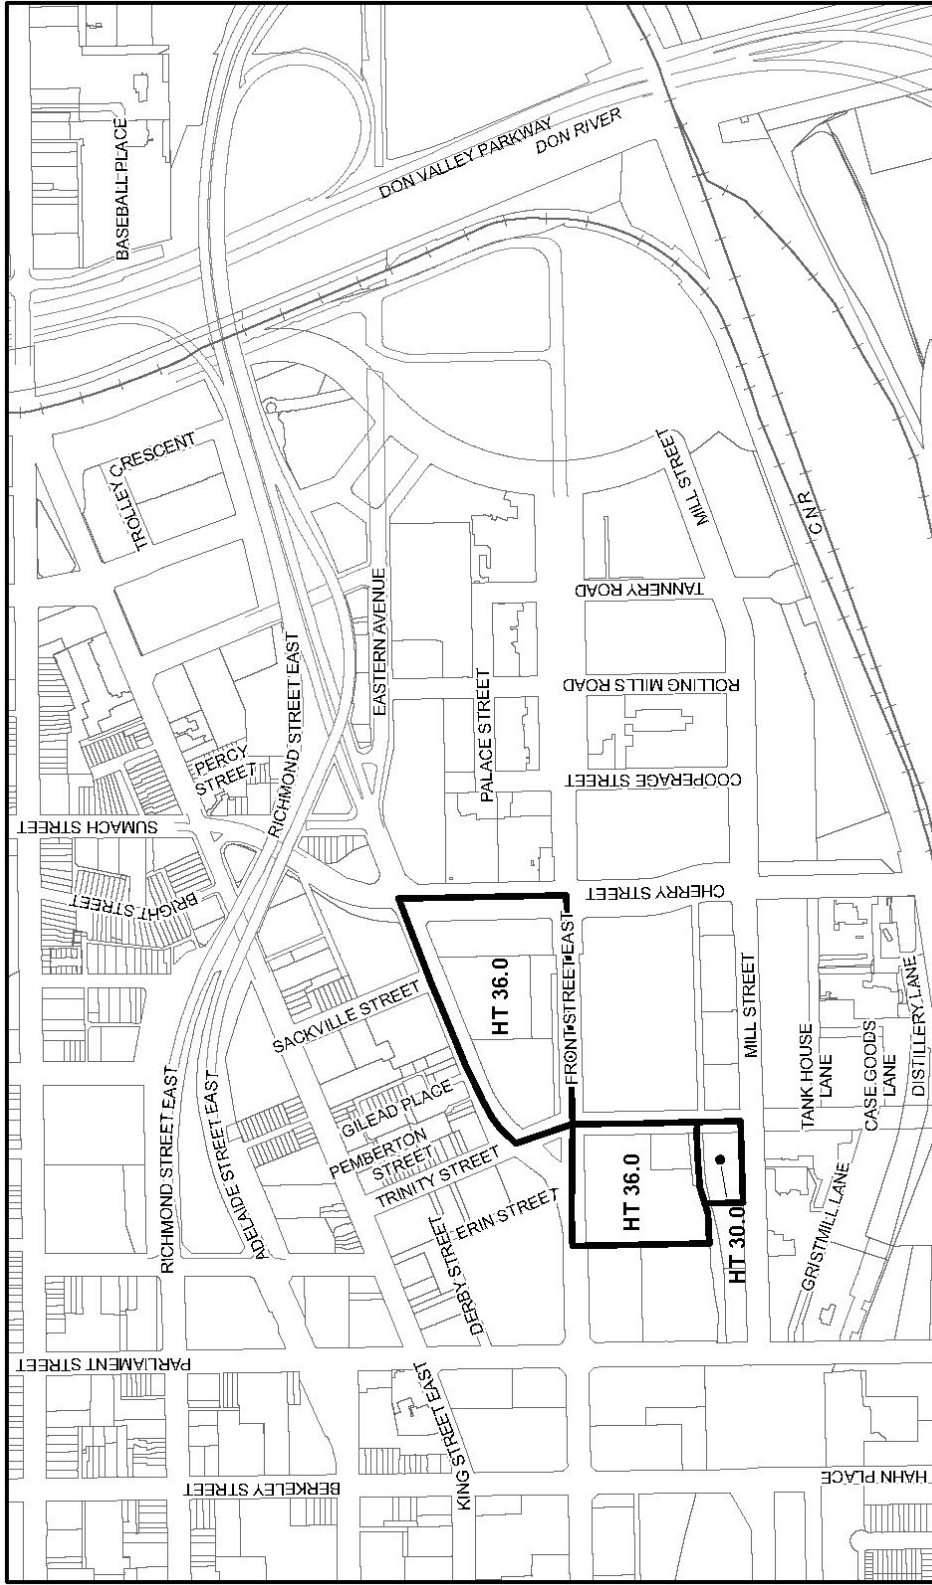 BASEBALL PLACE
DON VALLEY PARKWAY
DON RIVER
TROLLEY CRESCENT
MILL STREET
C N R
TANNERY ROAD
RICHMOND STREET EAST
EASTERN AVENUE
PALACE STREET
ROLLING MILLS ROAD
PERCY
STREET
COOPERAGE STREET
SUMACH STREET
BRIGHT STREET
CHERRY STREET
SACKVILLE STREET
HT 36.0
FRONT STREET EAST
MILL STREET
TANK HOUSE
LANE
CASE GOODS
LANE
DISTILLERY LANE
RICHMOND STREET EAST
ADELAIDE STREET EAST
GILEAD PLACE
PEMBERTON
STREET
TRINITY STREET
ERIN STREET
DERBY STREET
HT 36.0
HT 30.0
GRISTMILL LANE
PARLIAMENT STREET
KING STREET EAST
BERKELEY STREET
HAHN PLACE